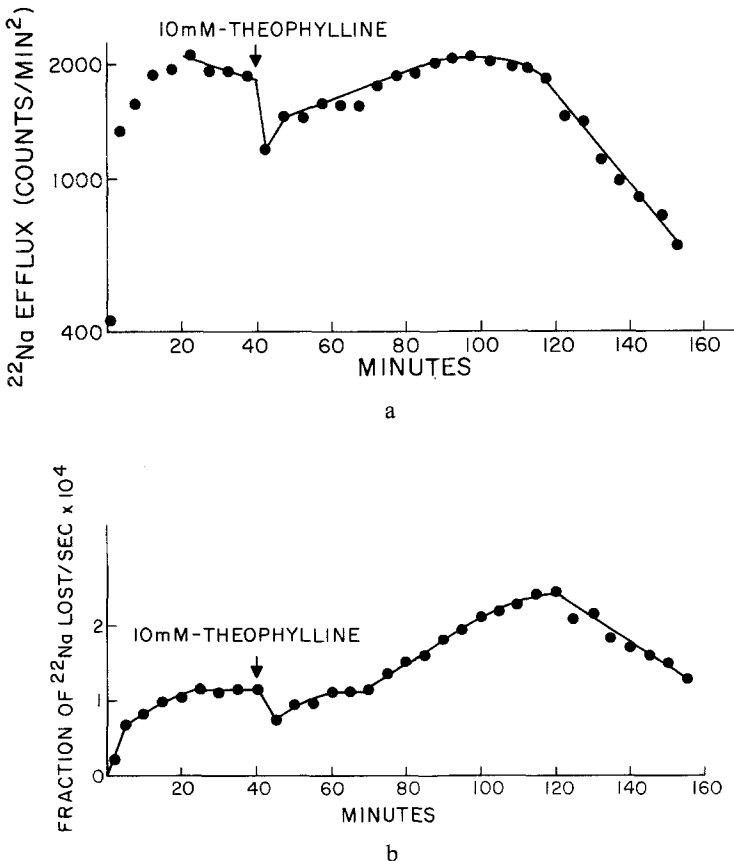 10mM-THEOPHYLLINE
²²Na EFFLUX (COUNTS/MIN²)
2000
1000
400
20 40 60 80 100 120 140 160
MINUTES
a
FRACTION OF ²²Na LOST/SEC x 10⁴
2
1
0
10mM-THEOPHYLLINE
20 40 60 80 100 120 140 160
MINUTES
b